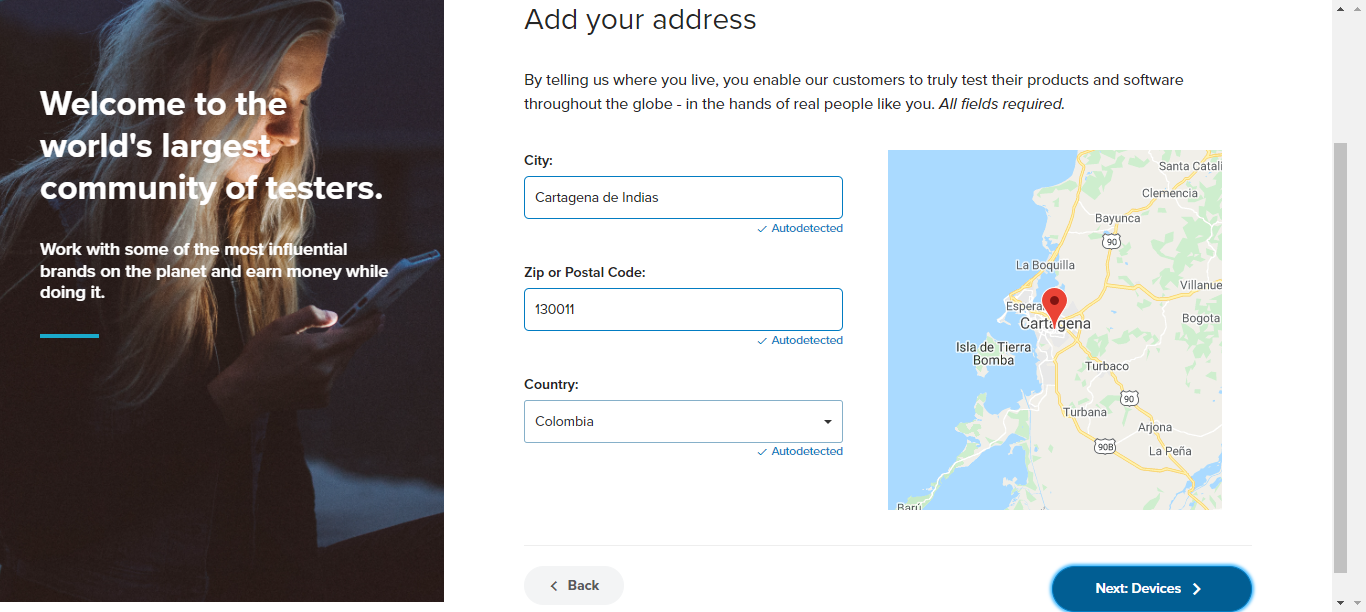 Welcome to the
world's largest
community of testers.
Work with some of the most influential
brands on the planet and earn money while
doing it.
Add your address
By telling us where you live, you enable our customers to truly test their products and software
throughout the globe - in the hands of real people like you. All fields required.
City:
Cartagena de Indias
Autodetected
Zip or Postal Code:
130011
Autodetected
Country:
Colombia
Autodetected
Santa Catali
Clemencia
Bayunca
90
La Boquilla
Villanue
Espera
Bogota
Cartagena
Isla de Tierra
Bomba
Turbaco
90
Turbana
Arjona
90B
La Peña
Barú
Back
Next: Devices